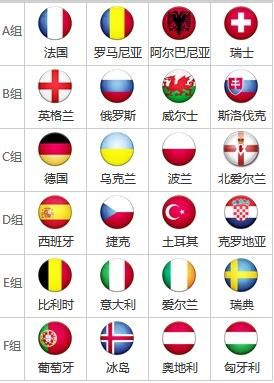 A组
法国 罗马尼亚 阿尔巴尼亚 瑞士
B组
英格兰 俄罗斯 威尔士 斯洛伐克
C组
德国 乌克兰 波兰 北爱尔兰
D组
西班牙 捷克 土耳其 克罗地亚
E组
比利时 意大利 爱尔兰 瑞典
F组
葡萄牙 冰岛 奥地利 匈牙利